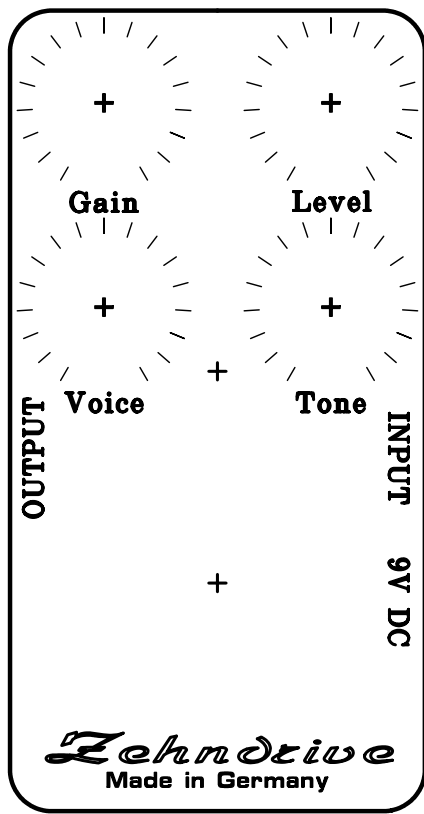 Gain
Level
Voice
Tone
OUTPUT
INPUT
9V DC
Zehndrive
Made in Germany